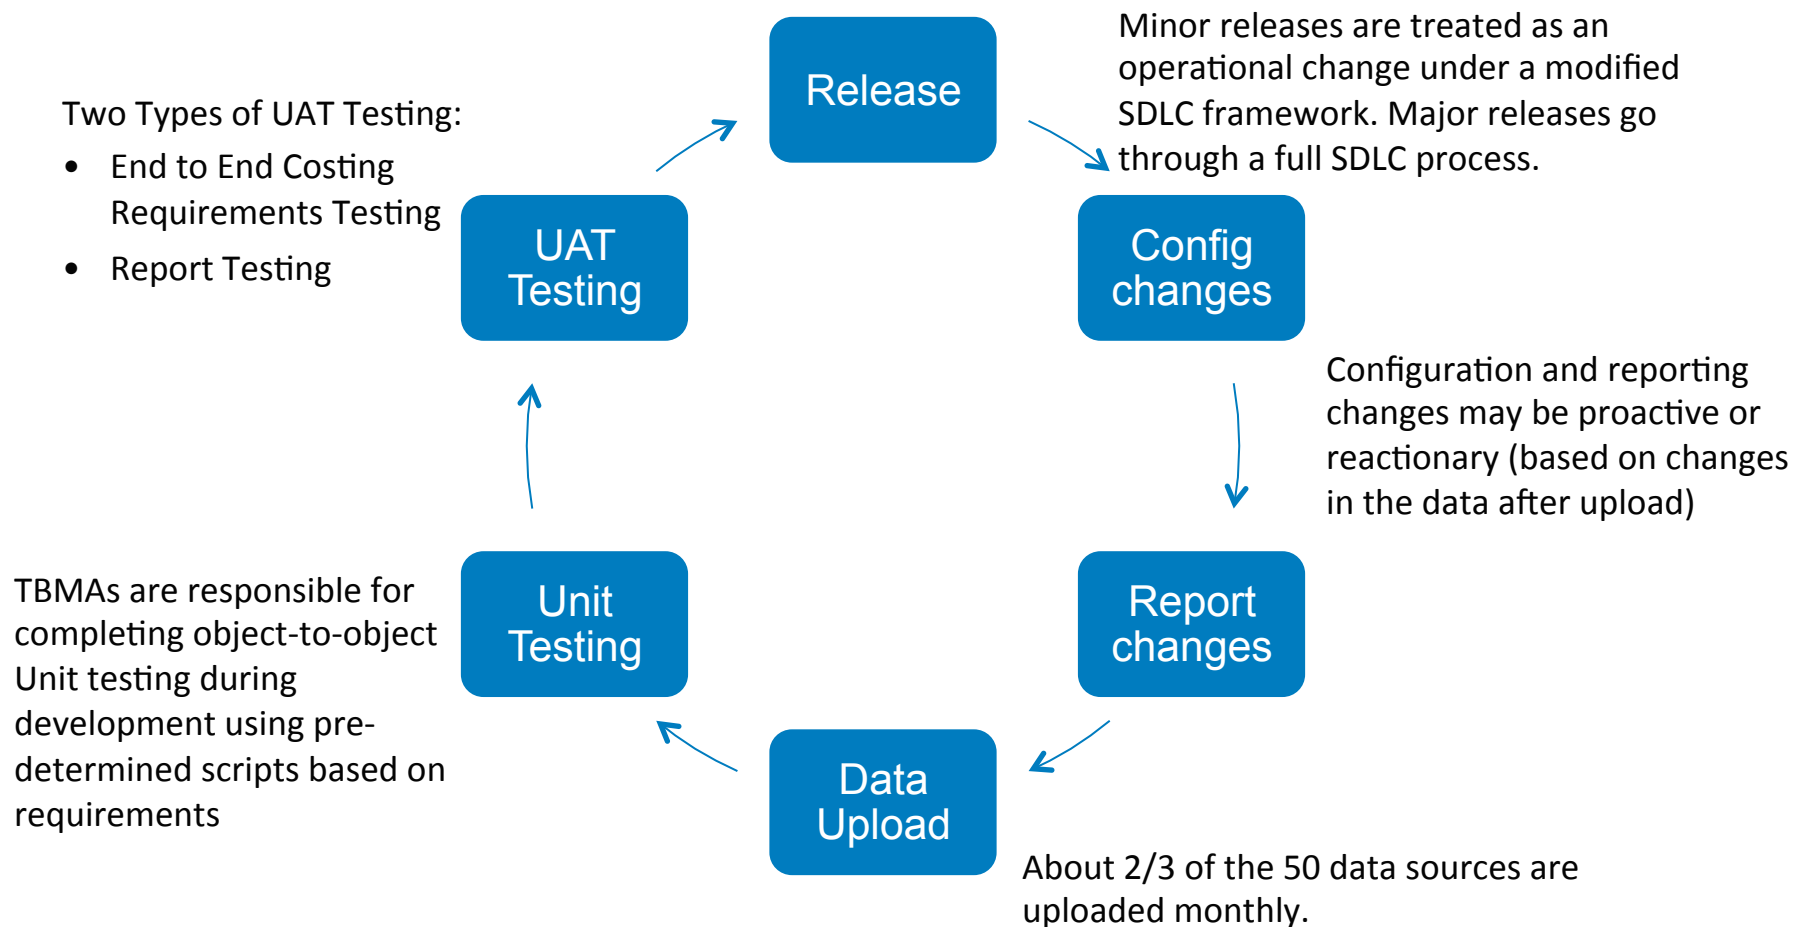 Release
Minor releases are treated as an
operational change under a modified
SDLC framework. Major releases go
through a full SDLC process.
Two Types of UAT Testing:
• End to End Costing
Requirements Testing
• Report Testing
UAT
Testing
Config
changes
Configuration and reporting
changes may be proactive or
reactionary (based on changes
in the data after upload)
TBMAs are responsible for
completing object-to-object
Unit testing during
development using pre-
determined scripts based on
requirements
Unit
Testing
Report
changes
Data
Upload
About 2/3 of the 50 data sources are
uploaded monthly.